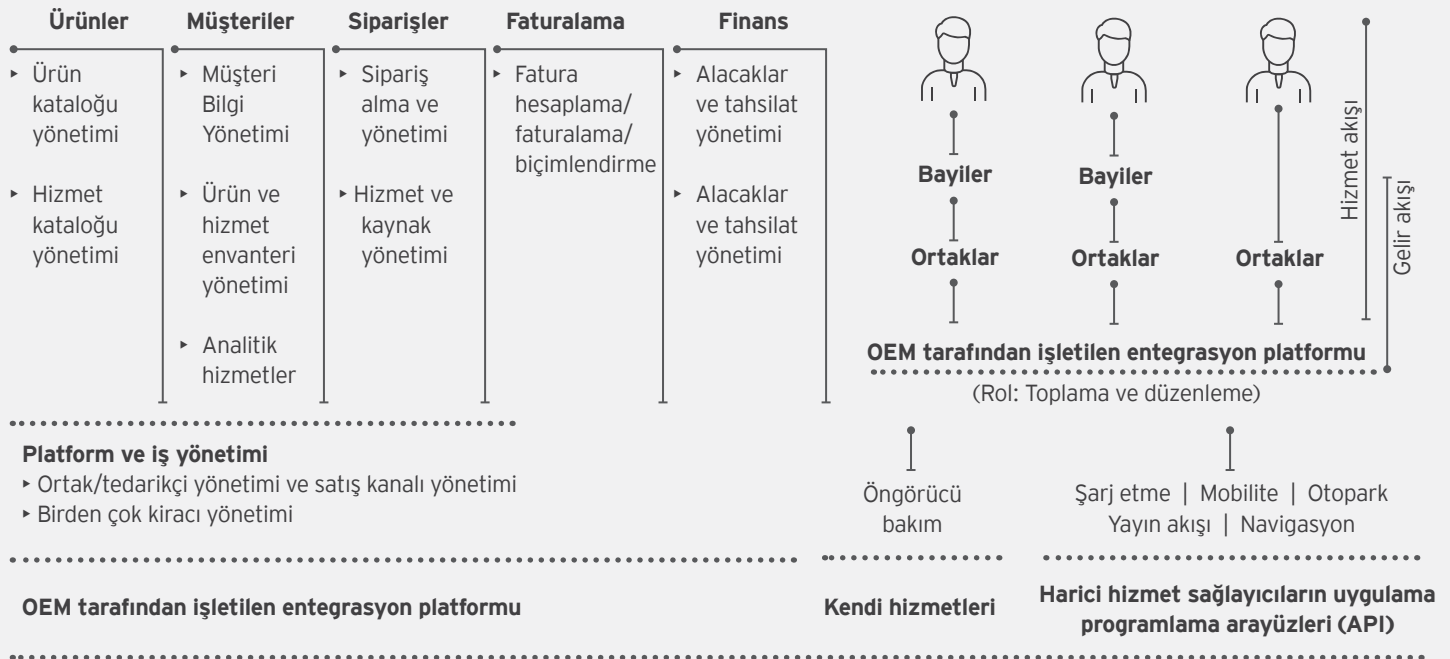 Ürünler
▸ Ürün
kataloğu
yönetimi
▸ Hizmet
kataloğu
yönetimi
Müşteriler
▸ Müşteri
Bilgi
Yönetimi
▸ Ürün ve
hizmet
envanteri
yönetimi
▸ Analitik
hizmetler
Siparişler
▸ Sipariş
alma ve
yönetimi
▸ Hizmet ve
kaynak
yönetimi
Faturalama
▸ Fatura
hesaplama/
faturalama/
biçimlendirme
Finans
▸ Alacaklar
ve tahsilat
yönetimi
▸ Alacaklar
ve tahsilat
yönetimi
Platform ve iş yönetimi
▸ Ortak/tedarikçi yönetimi ve satış kanalı yönetimi
▸ Birden çok kiracı yönetimi
OEM tarafından işletilen entegrasyon platformu
Bayiler
Bayiler
Ortaklar
Ortaklar
Ortaklar
Hizmet akışı
Gelir akışı
OEM tarafından işletilen entegrasyon platformu
(Rol: Toplama ve düzenleme)
Öngörücü
bakım
Şarj etme | Mobilite | Otopark
Yayın akışı | Navigasyon
Kendi hizmetleri
Harici hizmet sağlayıcıların uygulama
programlama arayüzleri (API)